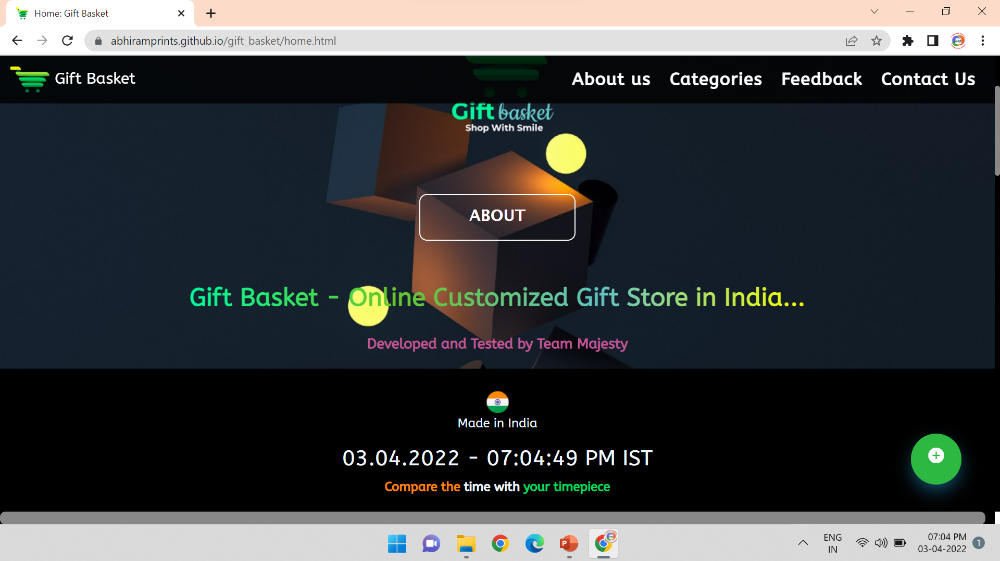 Home: Gift Basket
abhiramprints.github.io/gift_basket/home.html
Gift Basket
About us
Categories
Feedback
Contact Us
Gift basket
Shop With Smile
ABOUT
Gift Basket - Online Customized Gift Store in India...
Developed and Tested by Team Majesty
Made in India
03.04.2022 - 07:04:49 PM IST
Compare the time with your timepiece
P
ENG
IN
07:04 PM
03-04-2022
1